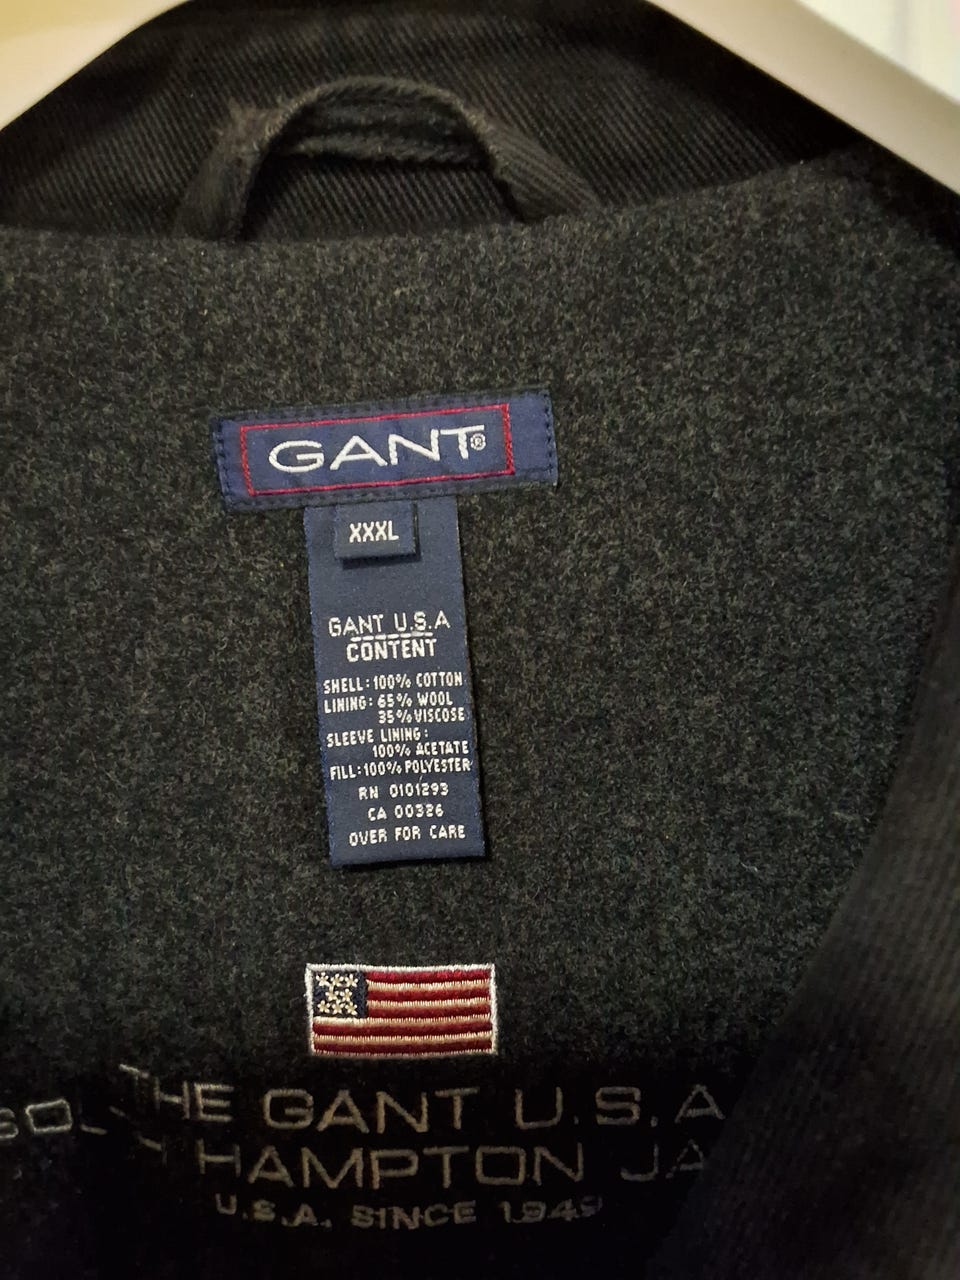 GANT®
XXXL
GANT U.S.A
CONTENT
SHELL: 100% COTTON
LINING: 65% WOOL
35% VISCOSE
SLEEVE LINING:
100% ACETATE
FILL: 100% POLYESTER
RN 0101293
CA 00326
OVER FOR CARE
THE GANT U.S.A
HAMPTON JA
U.S.A. SINCE 1949